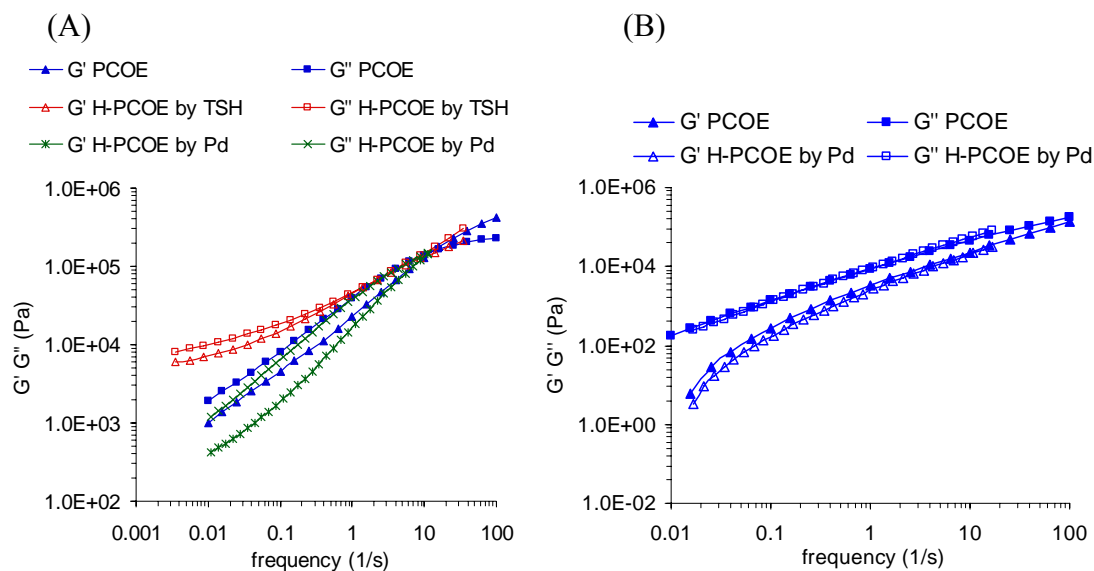 (A)
G' PCOE G" PCOE
G' H-PCOE by TSH G" H-PCOE by TSH
G' H-PCOE by Pd G" H-PCOE by Pd
1.0E+06
1.0E+05
1.0E+04
1.0E+03
1.0E+02
G' G" (Pa)
0.001 0.01 0.1 1 10 100
frequency (1/s)
(B)
G' PCOE G" PCOE
G' H-PCOE by Pd G" H-PCOE by Pd
1.0E+06
1.0E+04
1.0E+02
1.0E+00
1.0E-02
G' G" (Pa)
0.01 0.1 1 10 100
frequency (1/s)